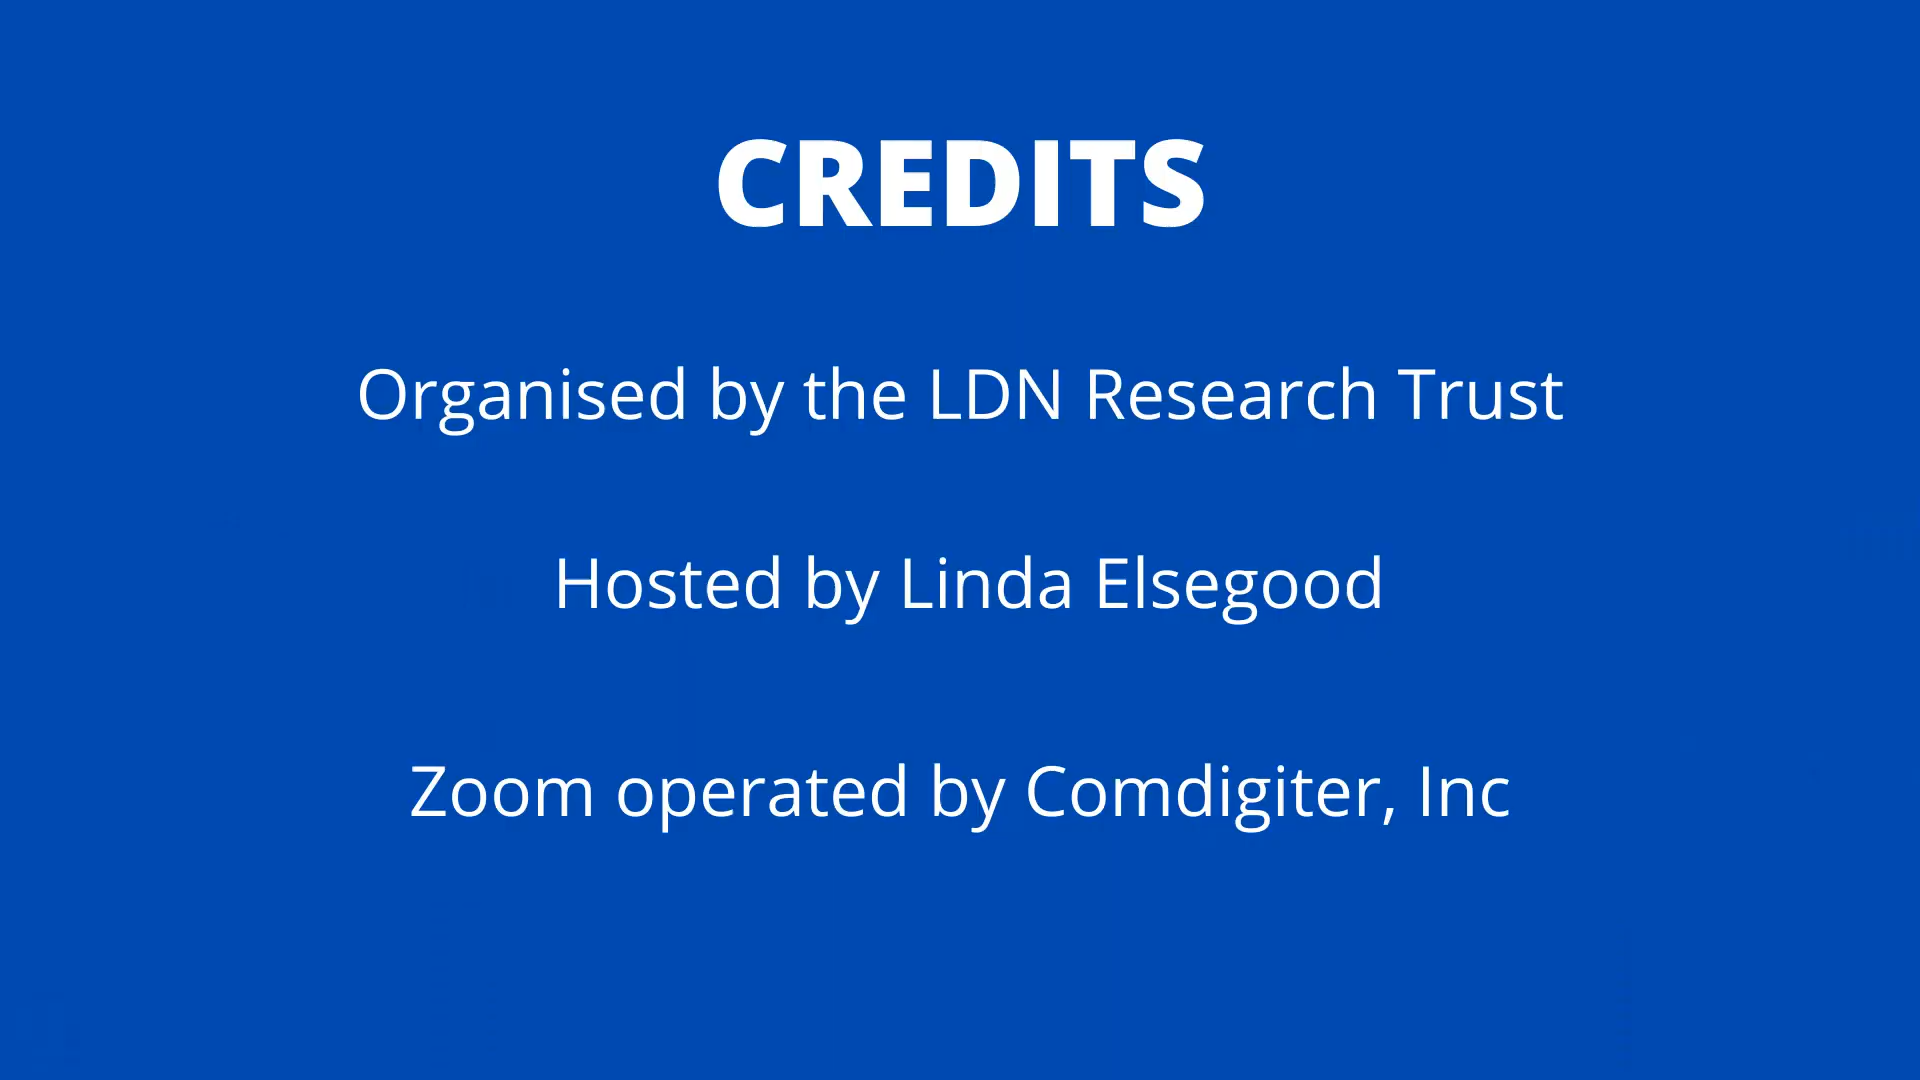 CREDITS
Organised by the LDN Research Trust
Hosted by Linda Elsegood
Zoom operated by Comdigiter, Inc